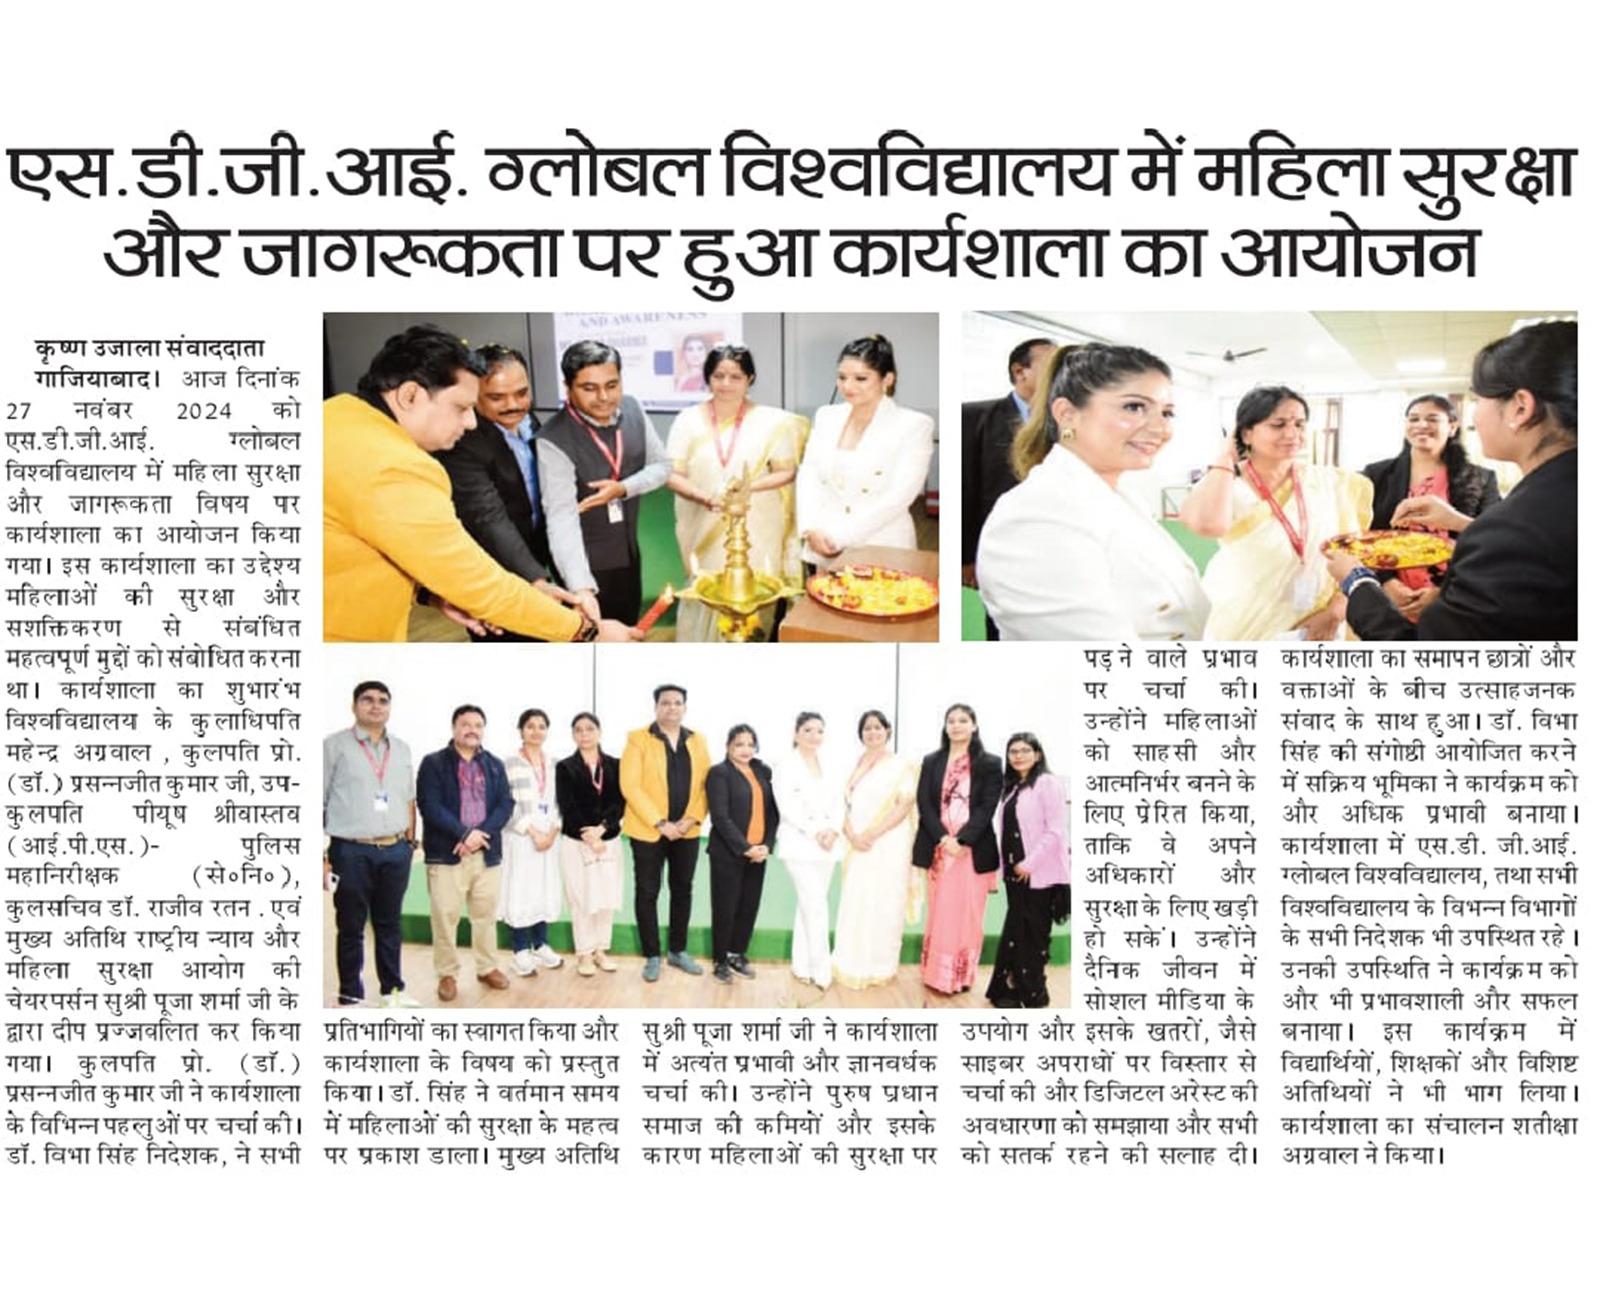 एस.डी.जी.आई. ग्लोबल विश्वविद्यालय में महिला सुरक्षा
और जागरूकता पर हुआ कार्यशाला का आयोजन
कृष्ण उजाला संवाददाता
गाजियाबाद। आज दिनांक
27 नवंबर 2024 को
एस.डी.जी.आई. ग्लोबल
विश्वविद्यालय में महिला सुरक्षा
और जागरूकता विषय पर
कार्यशाला का आयोजन किया
गया। इस कार्यशाला का उद्देश्य
महिलाओं की सुरक्षा और
सशक्तिकरण से संबंधित
महत्वपूर्ण मुद्दों को संबोधित करना
था। कार्यशाला का शुभारंभ
विश्वविद्यालय के कुलाधिपति
महेन्द्र अग्रवाल , कुलपति प्रो.
(डॉ.) प्रसन्नजीत कुमार जी, उप-
कुलपति पीयूष श्रीवास्तव
(आई.पी.एस.)- पुलिस
महानिरीक्षक (से०नि०),
कुलसचिव डॉ. राजीव रतन . एवं
मुख्य अतिथि राष्ट्रीय न्याय और
महिला सुरक्षा आयोग की
चेयरपर्सन सुश्री पूजा शर्मा जी के
द्वारा दीप प्रज्जवलित कर किया
गया। कुलपति प्रो. (डॉ.)
प्रसन्नजीत कुमार जी ने कार्यशाला
के विभिन्न पहलुओं पर चर्चा की।
डॉ. विभा सिंह निदेशक, ने सभी
AND AWARENESS
प्रतिभागियों का स्वागत किया और
कार्यशाला के विषय को प्रस्तुत
किया। डॉ. सिंह ने वर्तमान समय
में महिलाओं की सुरक्षा के महत्व
पर प्रकाश डाला। मुख्य अतिथि
सुश्री पूजा शर्मा जी ने कार्यशाला
में अत्यंत प्रभावी और ज्ञानवर्धक
चर्चा की। उन्होंने पुरुष प्रधान
समाज की कमियों और इसके
कारण महिलाओं की सुरक्षा पर
पड़ने वाले प्रभाव
पर चर्चा की।
उन्होंने महिलाओं
को साहसी और
आत्मनिर्भर बनने के
लिए प्रेरित किया,
ताकि वे अपने
अधिकारों और
सुरक्षा के लिए खड़ी
हो सकें। उन्होंने
दैनिक जीवन में
सोशल मीडिया के
उपयोग और इसके खतरों, जैसे
साइबर अपराधों पर विस्तार से
चर्चा की और डिजिटल अरेस्ट की
अवधारणा को समझाया और सभी
को सतर्क रहने की सलाह दी।
कार्यशाला का समापन छात्रों और
वक्ताओं के बीच उत्साहजनक
संवाद के साथ हुआ। डॉ. विभा
सिंह की संगोष्ठी आयोजित करने
में सक्रिय भूमिका ने कार्यक्रम को
और अधिक प्रभावी बनाया।
कार्यशाला में एस.डी. जी.आई.
ग्लोबल विश्वविद्यालय, तथा सभी
विश्वविद्यालय के विभन्न विभागों
के सभी निदेशक भी उपस्थित रहे ।
उनकी उपस्थिति ने कार्यक्रम को
और भी प्रभावशाली और सफल
बनाया। इस कार्यक्रम में
विद्यार्थियों, शिक्षकों और विशिष्ट
अतिथियों ने भी भाग लिया।
कार्यशाला का संचालन शतीक्षा
अग्रवाल ने किया।